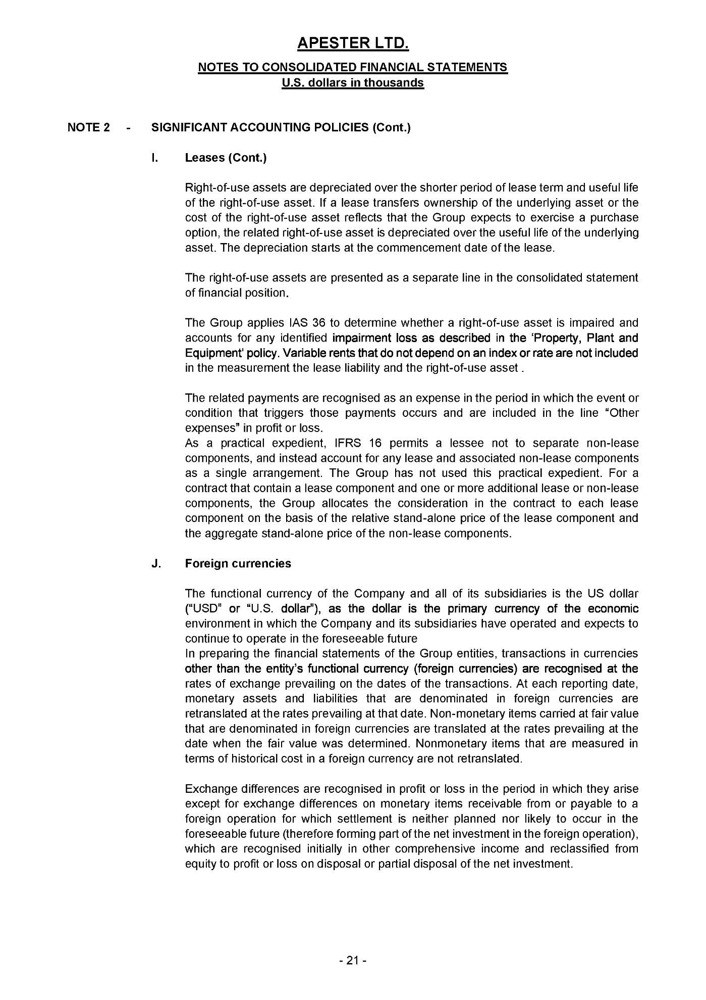 APESTER LTD.
NOTES TO CONSOLIDATED FINANCIAL STATEMENTS
U.S. dollars in thousands
NOTE 2 - SIGNIFICANT ACCOUNTING POLICIES (Cont.)
I. Leases (Cont.)
Right-of-use assets are depreciated over the shorter period of lease term and useful life
of the right-of-use asset. If a lease transfers ownership of the underlying asset or the
cost of the right-of-use asset reflects that the Group expects to exercise a purchase
option, the related right-of-use asset is depreciated over the useful life of the underlying
asset. The depreciation starts at the commencement date of the lease.
The right-of-use assets are presented as a separate line in the consolidated statement
of financial position.
The Group applies IAS 36 to determine whether a right-of-use asset is impaired and
accounts for any identified impairment loss as described in the ‘Property, Plant and
Equipment’ policy. Variable rents that do not depend on an index or rate are not included
in the measurement the lease liability and the right-of-use asset .
The related payments are recognised as an expense in the period in which the event or
condition that triggers those payments occurs and are included in the line “Other
expenses” in profit or loss.
As a practical expedient, IFRS 16 permits a lessee not to separate non-lease
components, and instead account for any lease and associated non-lease components
as a single arrangement. The Group has not used this practical expedient. For a
contract that contain a lease component and one or more additional lease or non-lease
components, the Group allocates the consideration in the contract to each lease
component on the basis of the relative stand-alone price of the lease component and
the aggregate stand-alone price of the non-lease components.
J. Foreign currencies
The functional currency of the Company and all of its subsidiaries is the US dollar
(“USD” or “U.S. dollar”), as the dollar is the primary currency of the economic
environment in which the Company and its subsidiaries have operated and expects to
continue to operate in the foreseeable future
In preparing the financial statements of the Group entities, transactions in currencies
other than the entity’s functional currency (foreign currencies) are recognised at the
rates of exchange prevailing on the dates of the transactions. At each reporting date,
monetary assets and liabilities that are denominated in foreign currencies are
retranslated at the rates prevailing at that date. Non-monetary items carried at fair value
that are denominated in foreign currencies are translated at the rates prevailing at the
date when the fair value was determined. Nonmonetary items that are measured in
terms of historical cost in a foreign currency are not retranslated.
Exchange differences are recognised in profit or loss in the period in which they arise
except for exchange differences on monetary items receivable from or payable to a
foreign operation for which settlement is neither planned nor likely to occur in the
foreseeable future (therefore forming part of the net investment in the foreign operation),
which are recognised initially in other comprehensive income and reclassified from
equity to profit or loss on disposal or partial disposal of the net investment.
- 21 -